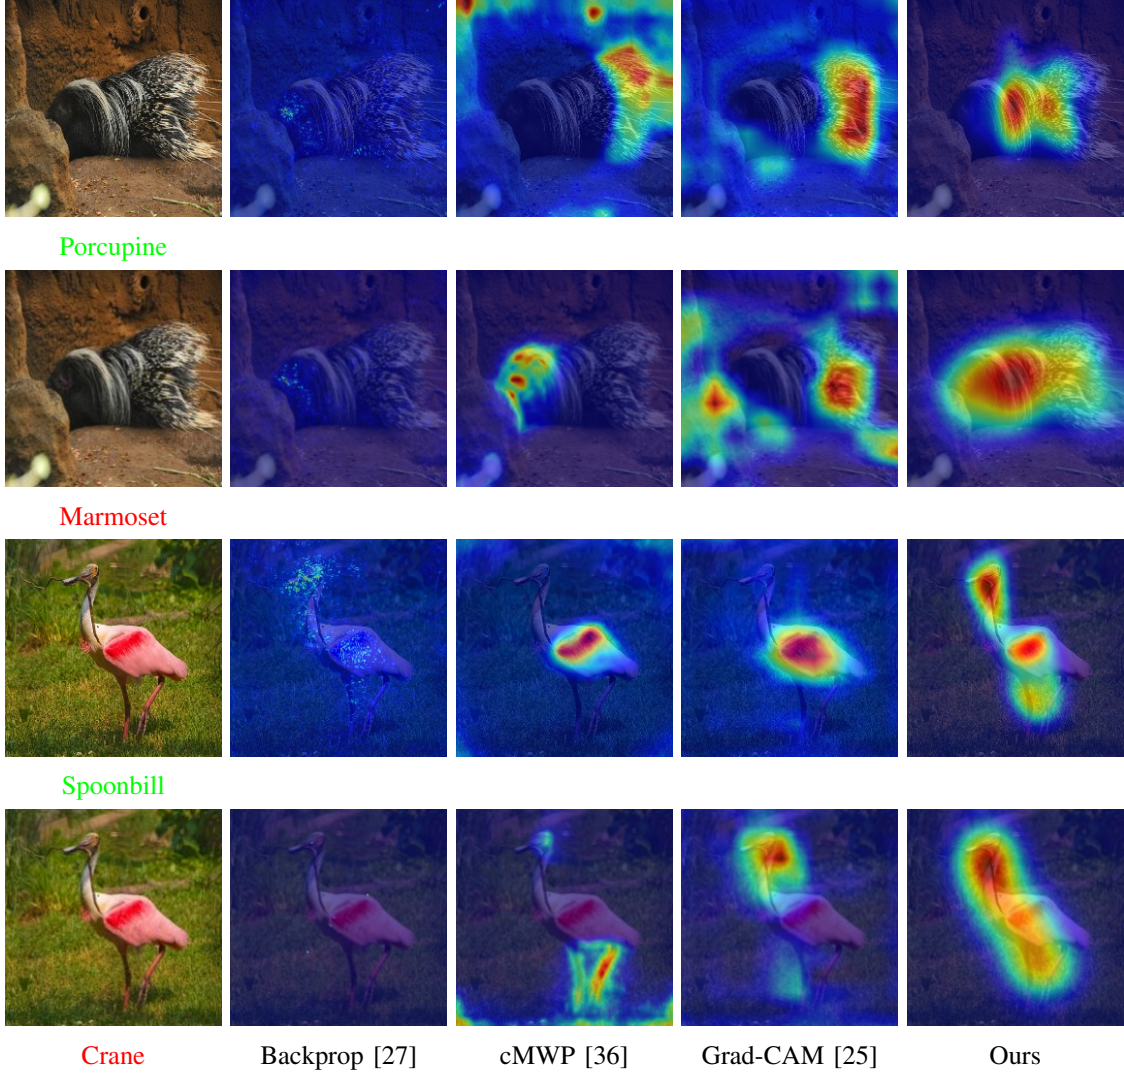 Porcupine
Marmoset
Spoonbill
Crane
Backprop [27]
cMWP [36]
Grad-CAM [25]
Ours